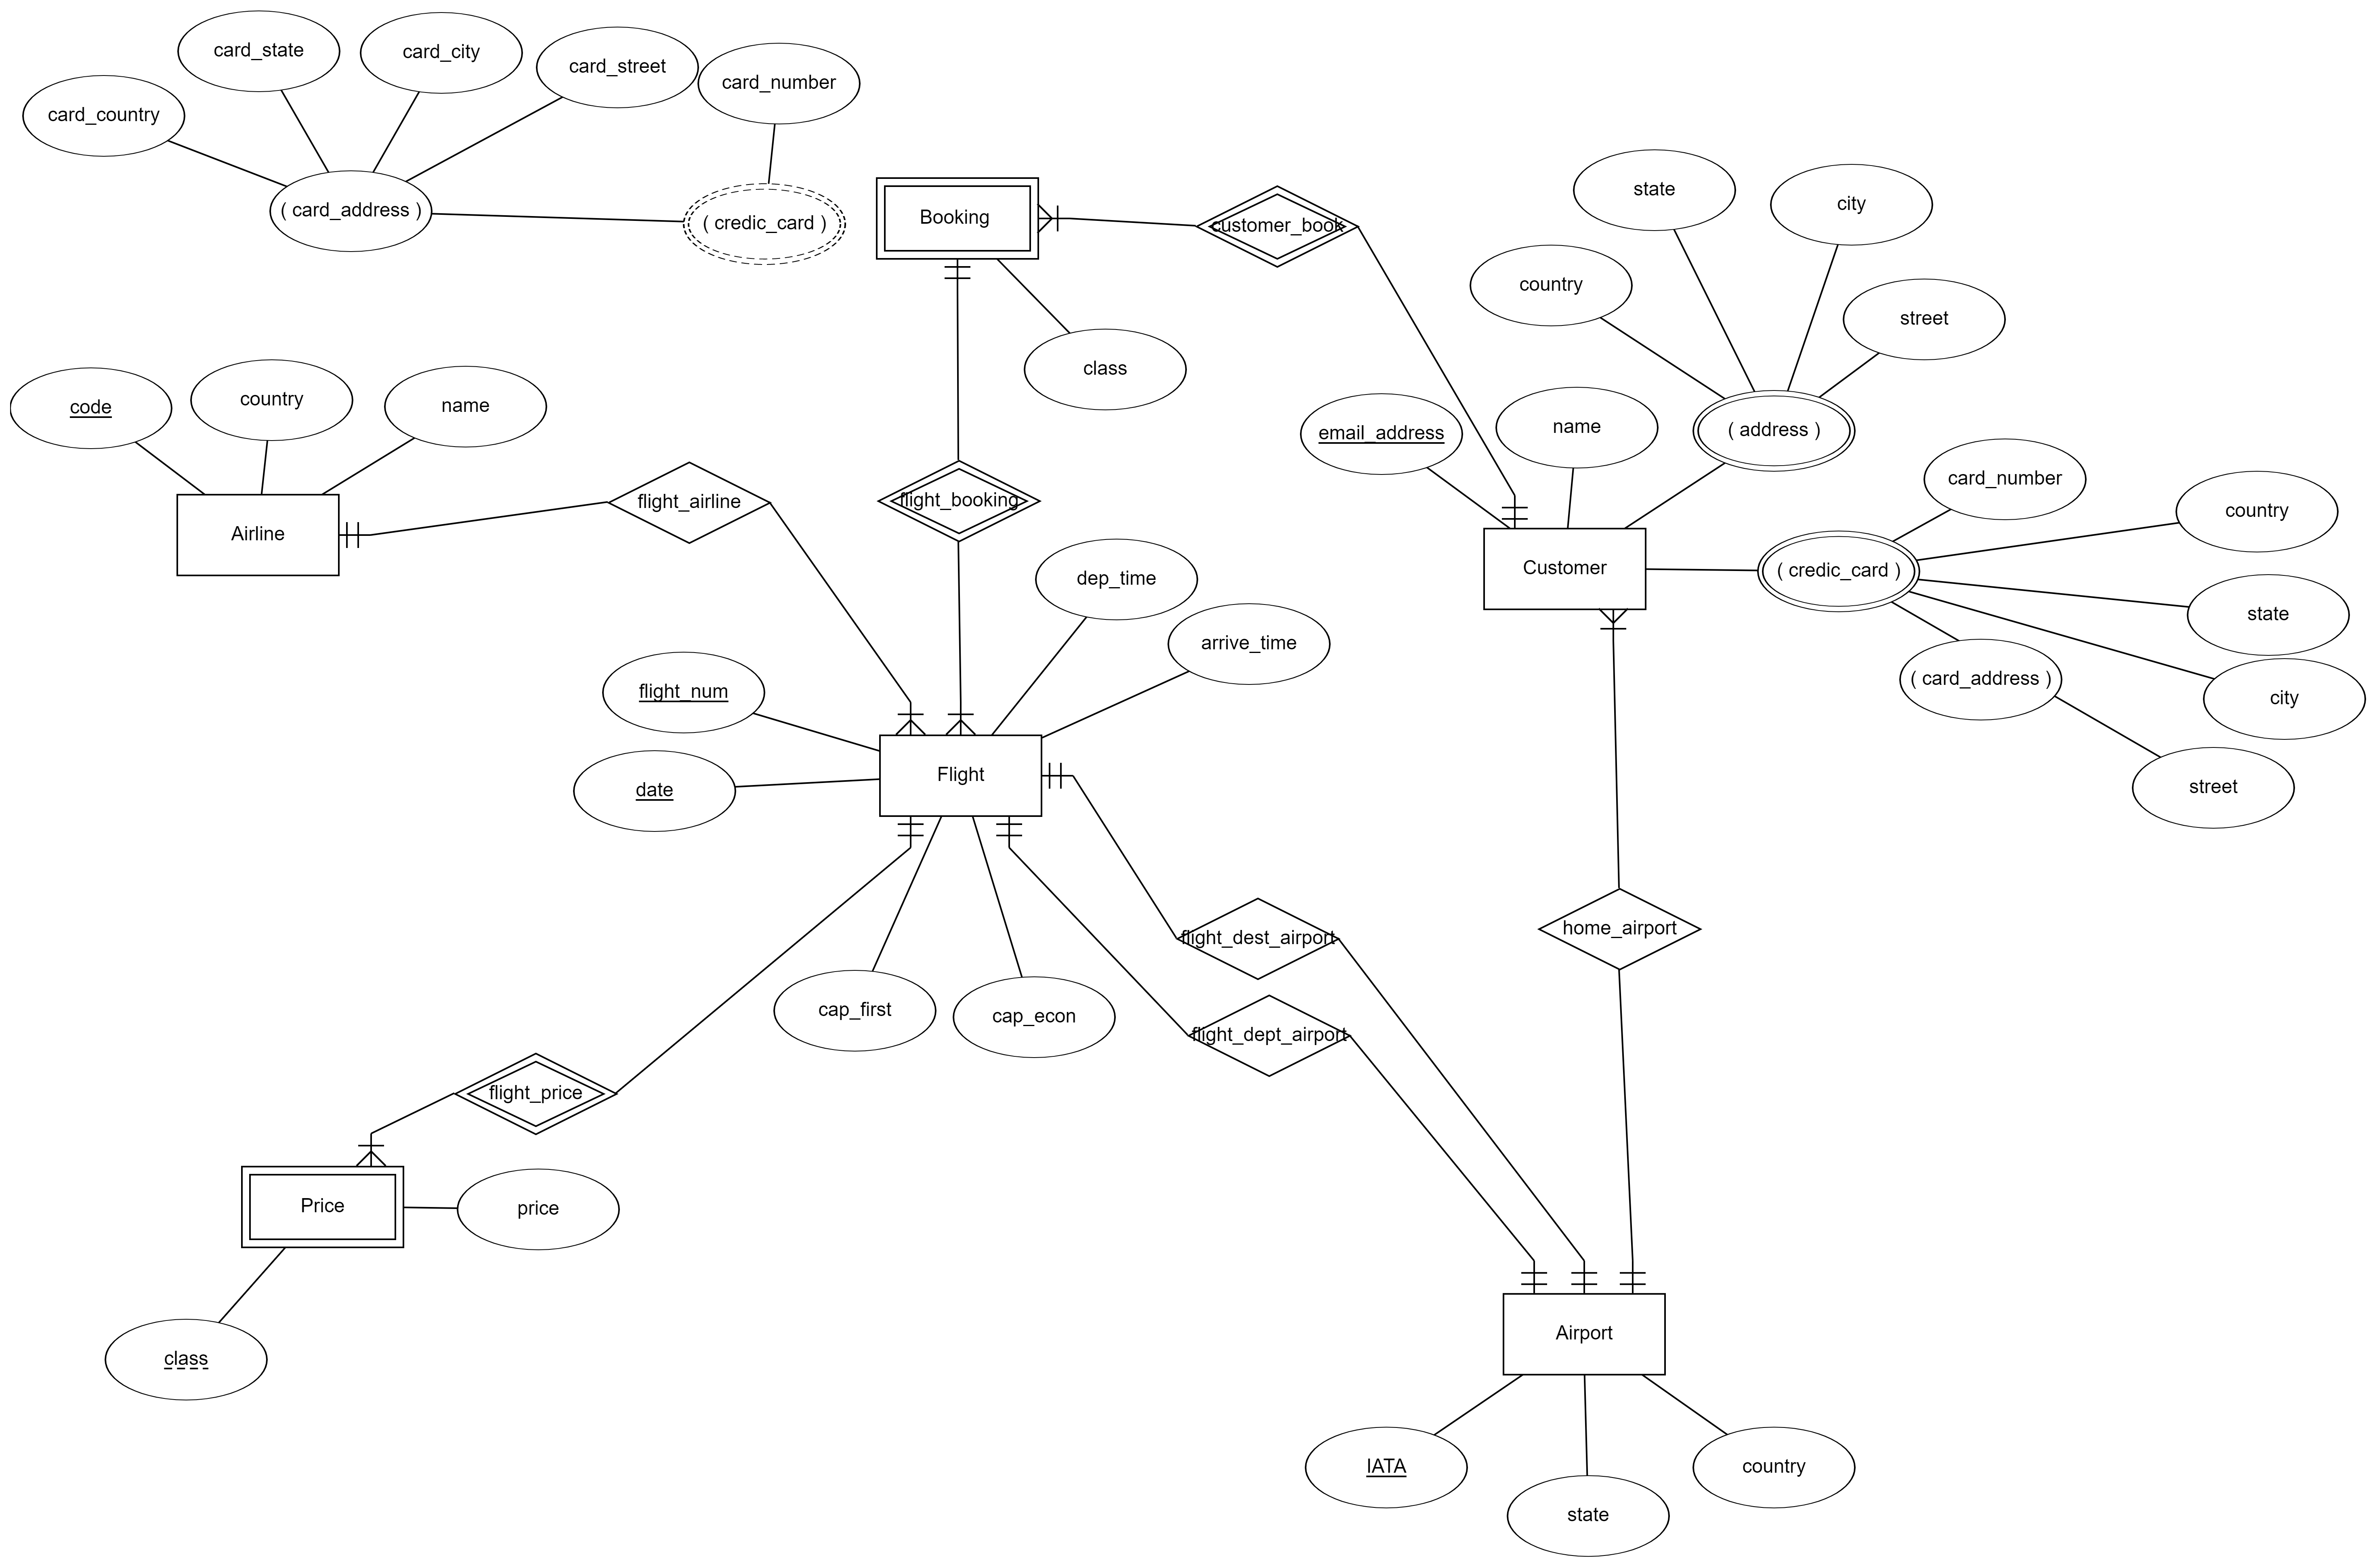 card_state
card_city
card_street
card_number
card_country
( card_address )
( credic_card )
Booking
customer_book
class
state
city
country
street
( address )
email_address
name
code
country
name
Airline
flight_airline
flight_booking
Customer
( credic_card )
card_number
country
state
city
( card_address )
street
dep_time
arrive_time
flight_num
date
Flight
flight_dest_airport
home_airport
cap_first
cap_econ
flight_dept_airport
flight_price
Price
price
class
Airport
IATA
state
country